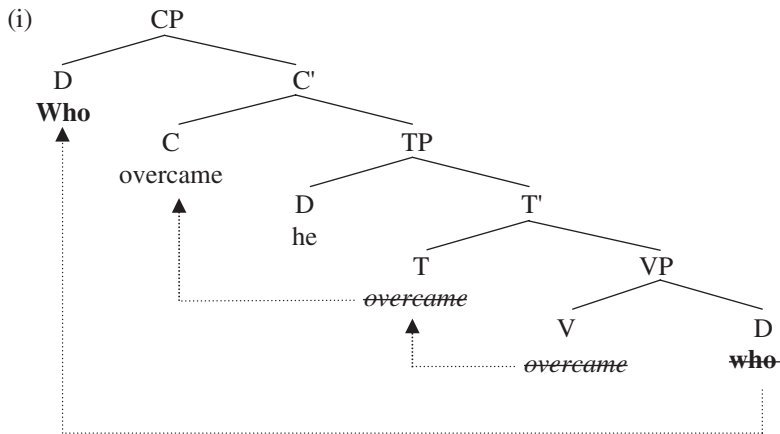 (i) CP
D C'
Who
C TP
overcame
D T'
he
T VP
overcame
V D
overcame who